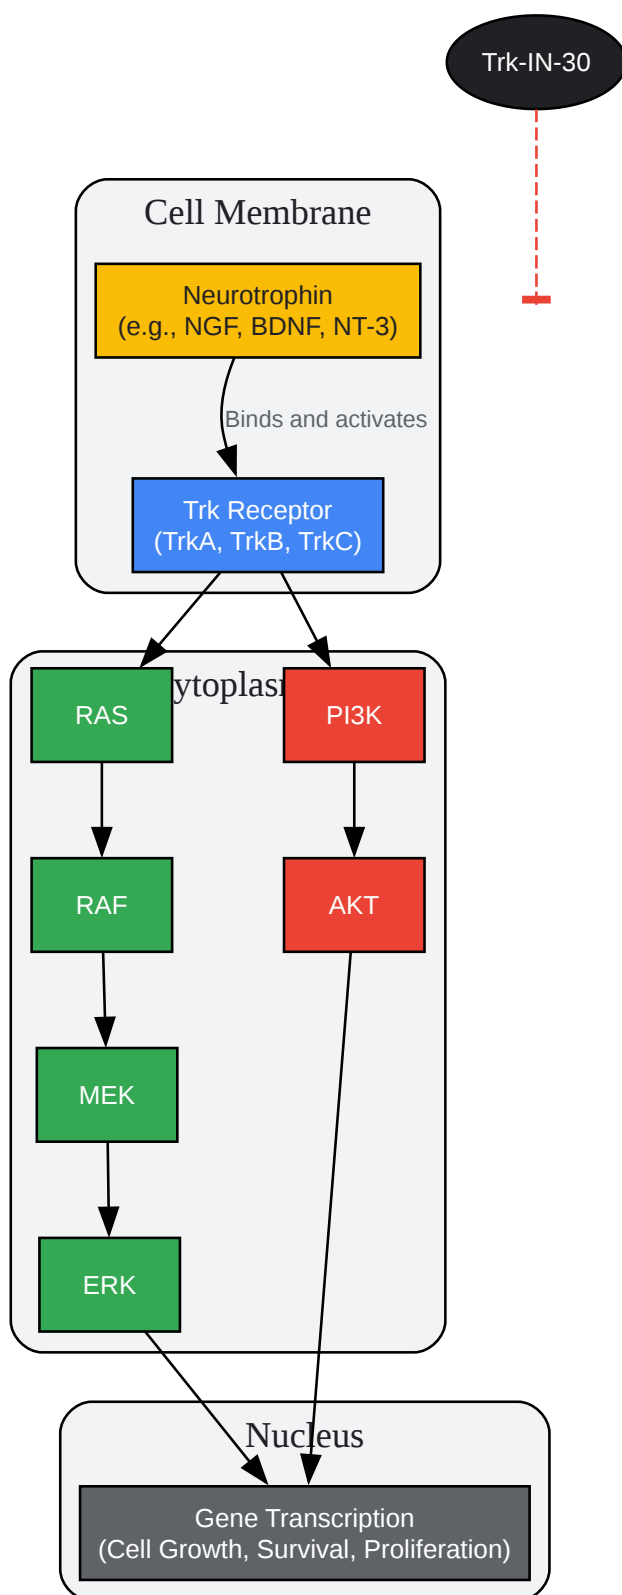 Trk-IN-30
Cell Membrane
Neurotrophin
(e.g., NGF, BDNF, NT-3)
Binds and activates
Trk Receptor
(TrkA, TrkB, TrkC)
RAS
PI3K
RAF
AKT
MEK
ERK
Nucleus
Gene Transcription
(Cell Growth, Survival, Proliferation)